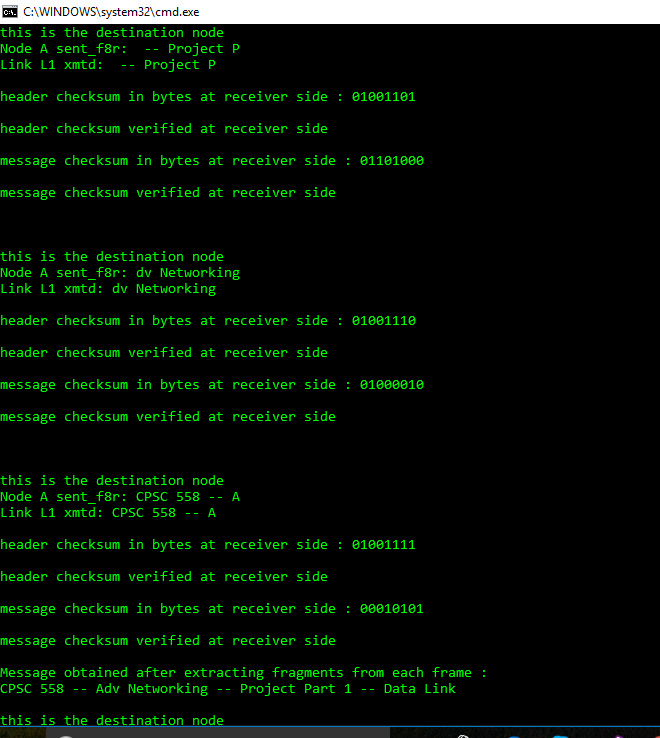 C:\WINDOWS\system32\cmd.exe
this is the destination node
Node A sent_f8r:  -- Project P
Link L1 xmtd:  -- Project P
header checksum in bytes at receiver side : 01001101
header checksum verified at receiver side
message checksum in bytes at receiver side : 01101000
message checksum verified at receiver side
this is the destination node
Node A sent_f8r: dv Networking
Link L1 xmtd: dv Networking
header checksum in bytes at receiver side : 01001110
header checksum verified at receiver side
message checksum in bytes at receiver side : 01000010
message checksum verified at receiver side
this is the destination node
Node A sent_f8r: CPSC 558 -- A
Link L1 xmtd: CPSC 558 -- A
header checksum in bytes at receiver side : 01001111
header checksum verified at receiver side
message checksum in bytes at receiver side : 00010101
message checksum verified at receiver side
Message obtained after extracting fragments from each frame :
CPSC 558 -- Adv Networking -- Project Part 1 -- Data Link
this is the destination node